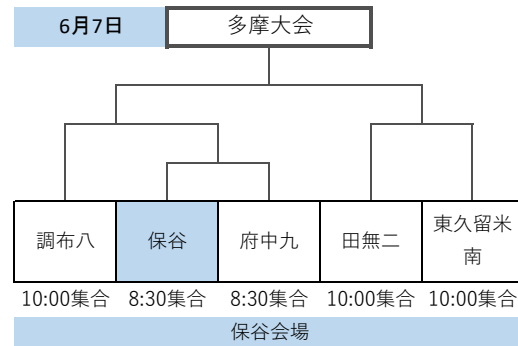 6月7日
多摩大会
調布八
保谷
府中九
田無二
東久留米
南
10:00集合
8:30集合
8:30集合
10:00集合
10:00集合
保谷会場